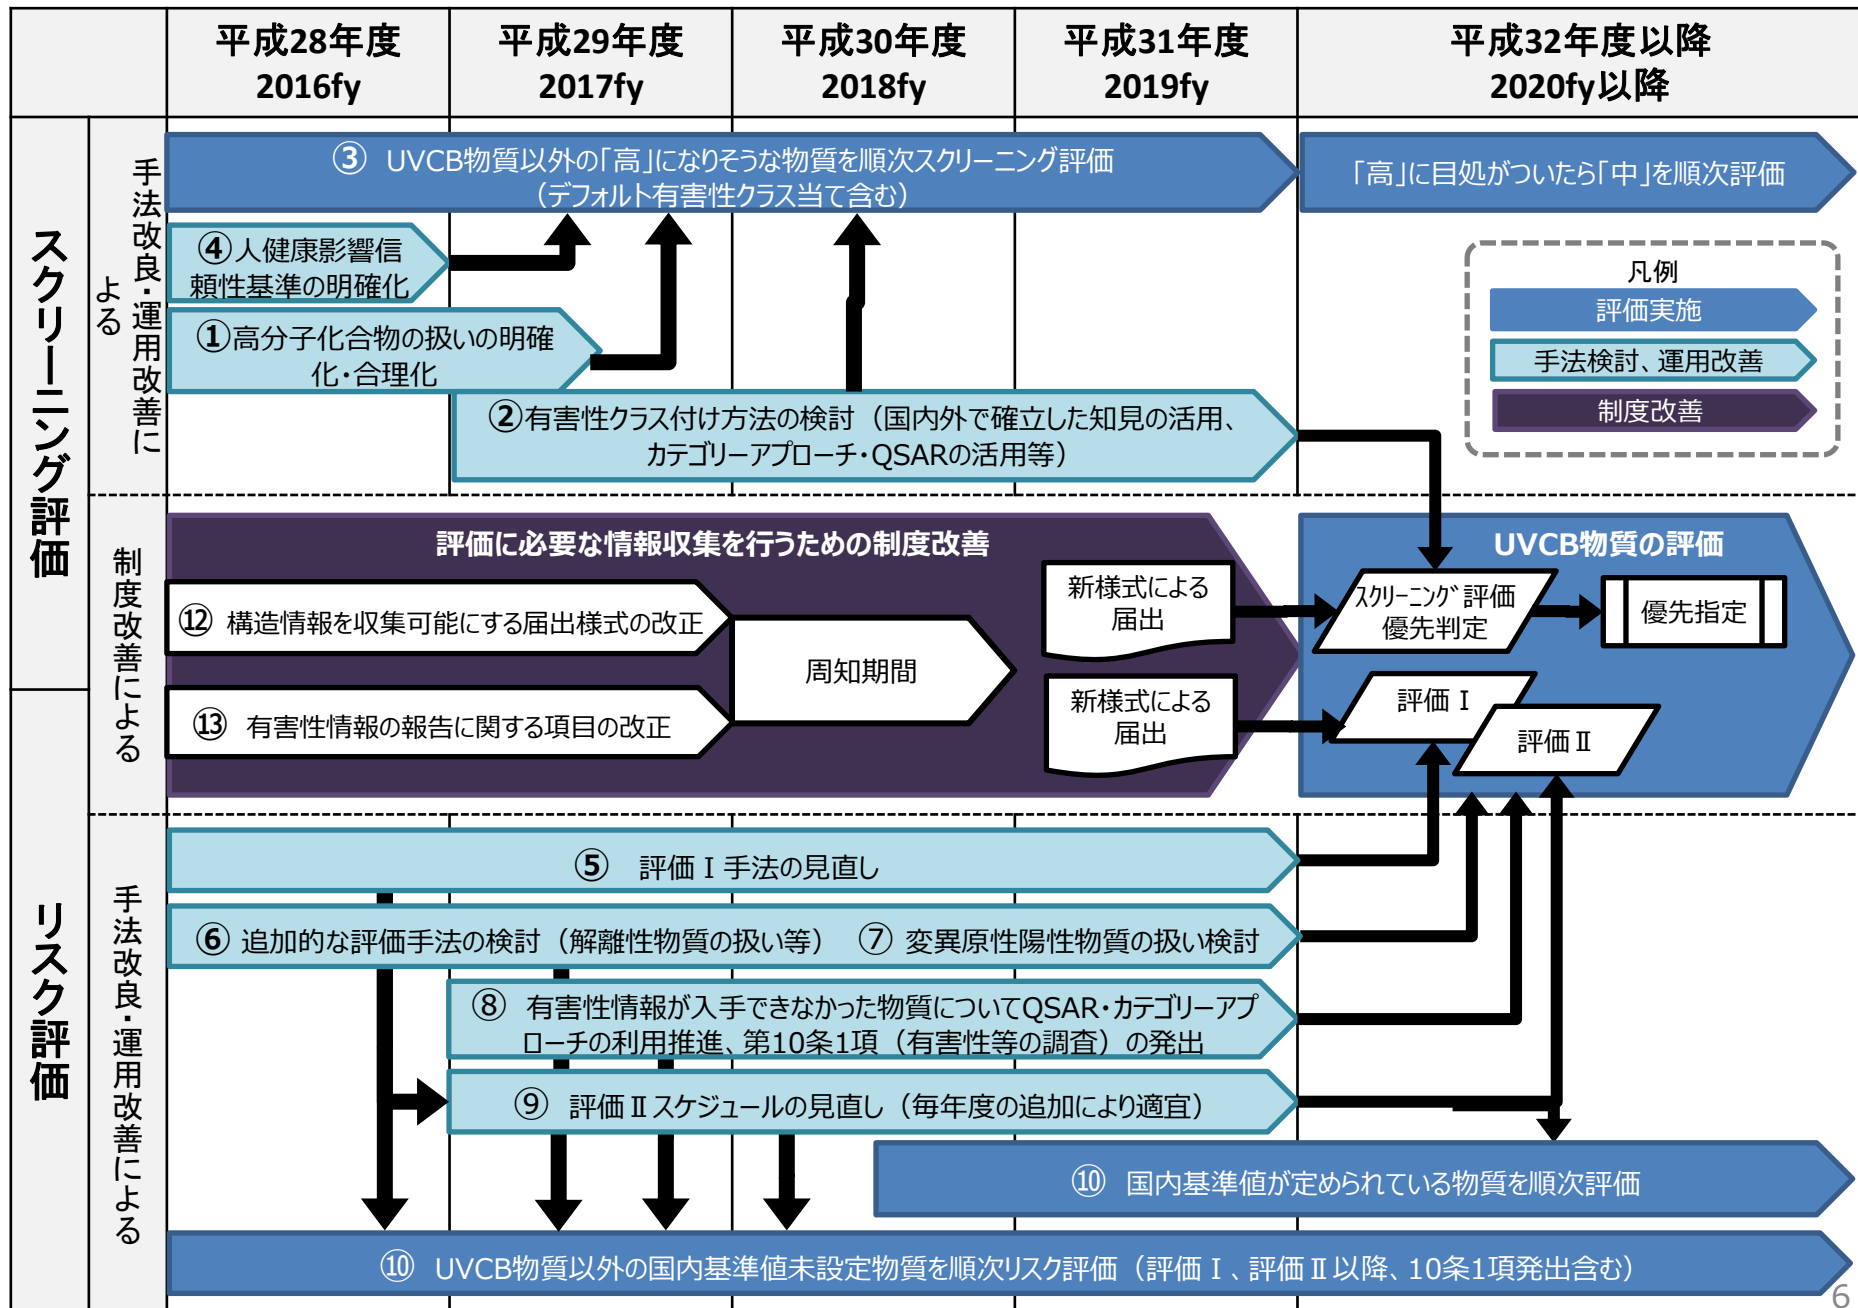 平成28年度
2016fy
平成29年度
2017fy
平成30年度
2018fy
平成31年度
2019fy
平成32年度以降
2020fy以降
スクリーニング評価
手法改良・運用改善に
よる
③ UVCB物質以外の「高」になりそうな物質を順次スクリーニング評価
（デフォルト有害性クラス当て含む）
「高」に目処がついたら「中」を順次評価
④人健康影響信
頼性基準の明確化
①高分子化合物の扱いの明確
化・合理化
②有害性クラス付け方法の検討（国内外で確立した知見の活用、
カテゴリーアプローチ・QSARの活用等）
凡例
評価実施
手法検討、運用改善
制度改善
制度改善による
評価に必要な情報収集を行うための制度改善
⑫ 構造情報を収集可能にする届出様式の改正
⑬ 有害性情報の報告に関する項目の改正
周知期間
新様式による
届出
新様式による
届出
UVCB物質の評価
ｽｸﾘｰﾆﾝｸﾞ評価
優先判定
優先指定
評価Ⅰ
評価Ⅱ
リスク評価
手法改良・運用改善による
⑤ 評価Ⅰ手法の見直し
⑥ 追加的な評価手法の検討（解離性物質の扱い等） ⑦ 変異原性陽性物質の扱い検討
⑧ 有害性情報が入手できなかった物質についてQSAR・カテゴリーアプ
ローチの利用推進、第10条1項（有害性等の調査）の発出
⑨ 評価Ⅱスケジュールの見直し（毎年度の追加により適宜）
⑩ 国内基準値が定められている物質を順次評価
⑩ UVCB物質以外の国内基準値未設定物質を順次リスク評価（評価Ⅰ、評価Ⅱ以降、10条1項発出含む）
6